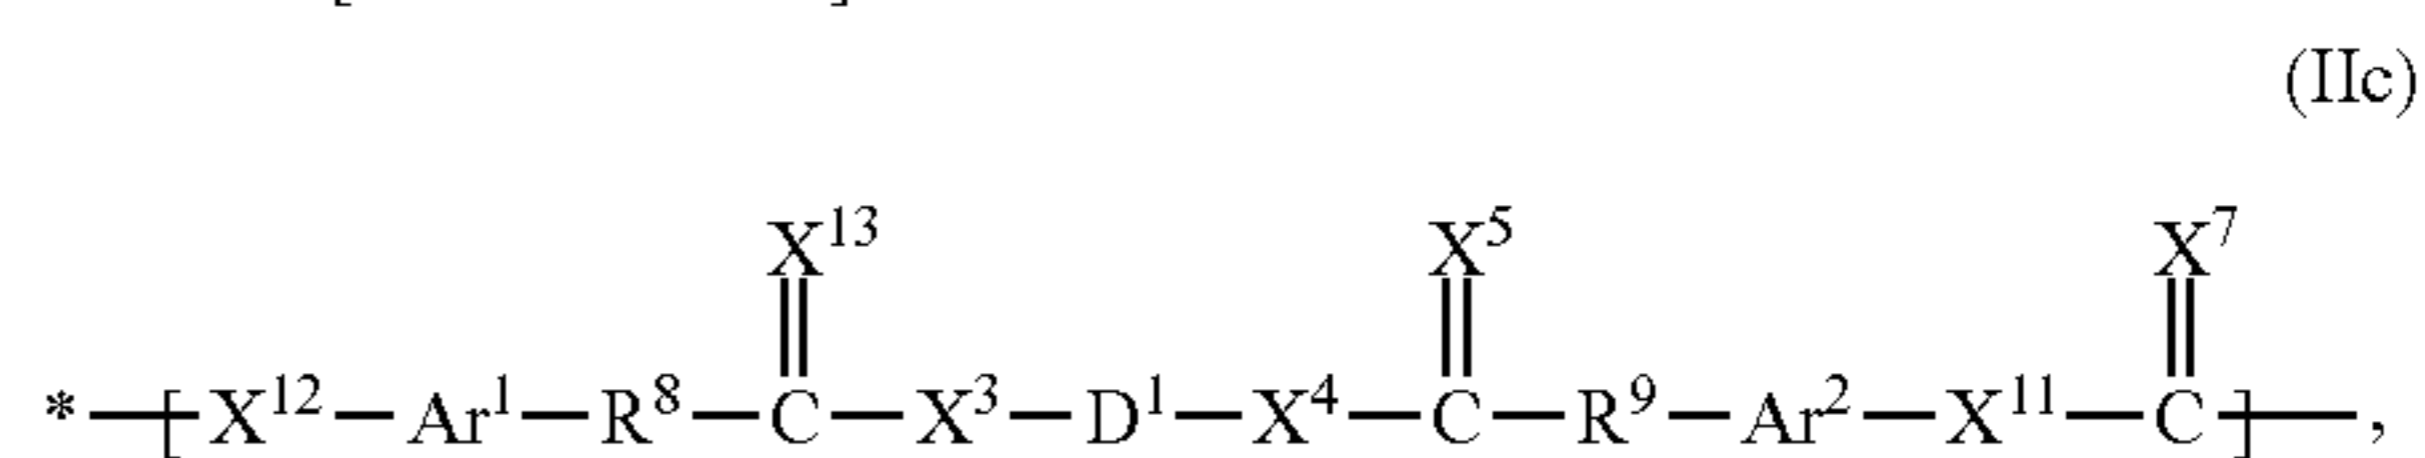 (IIc)
X¹³ X⁵ X⁷
*—[X¹²—Ar¹—R⁸—C—X³—D¹—X⁴—C—R⁹—Ar²—X¹¹—C]—,